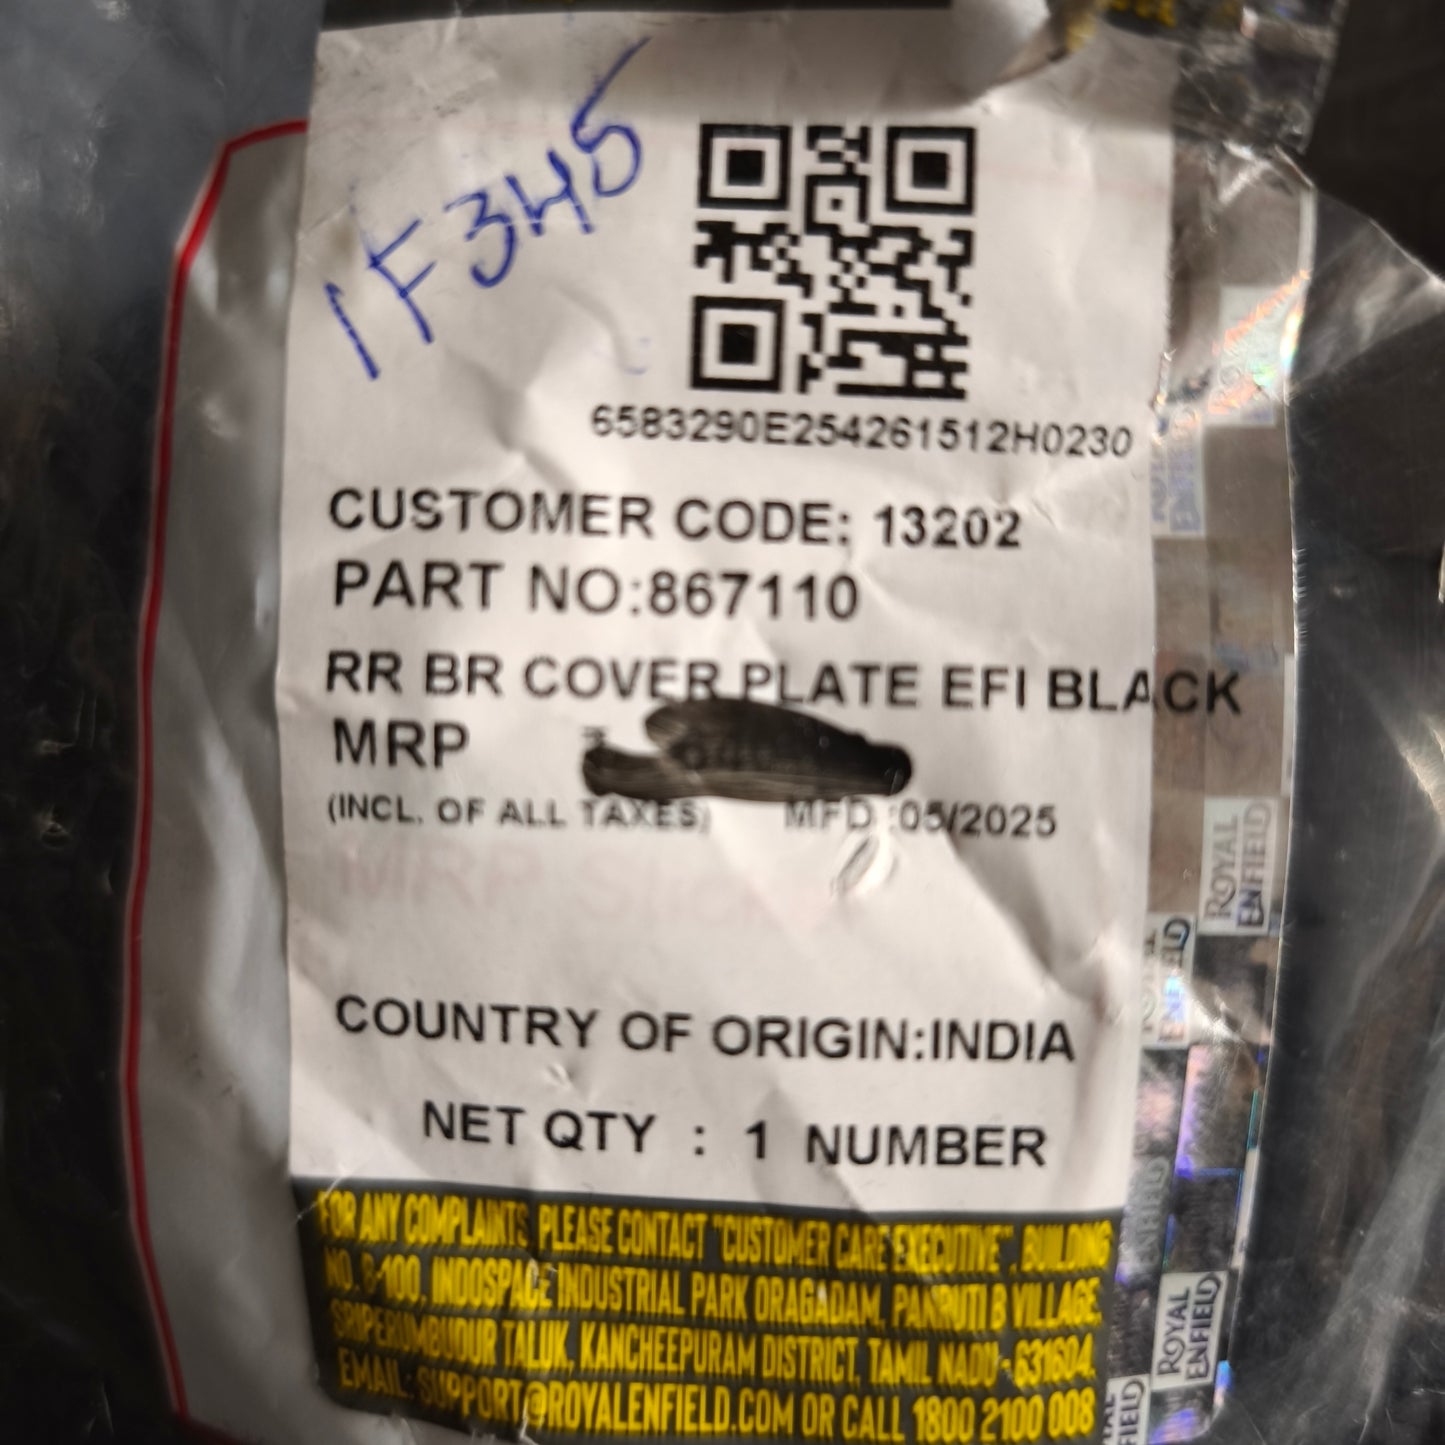 1F345
6583290E254261512H0230
CUSTOMER CODE: 13202
PART NO:867110
RR BR COVER PLATE EFI BLACK
MRP ₹
(INCL. OF ALL TAXES) MFD :05/2025
COUNTRY OF ORIGIN:INDIA
NET QTY : 1 NUMBER
FOR ANY COMPLAINTS, PLEASE CONTACT "CUSTOMER CARE EXECUTIVE", BUILDING
NO. B-100, INDOSPACE INDUSTRIAL PARK ORAGADAM, PANRUTI B VILLAGE,
SRIPERUMBUDUR TALUK, KANCHEEPURAM DISTRICT, TAMIL NADU - 631604.
EMAIL: SUPPORT@ROYALENFIELD.COM OR CALL 1800 2100 008
ROYAL
ENFIELD
ROYAL
ENFIELD